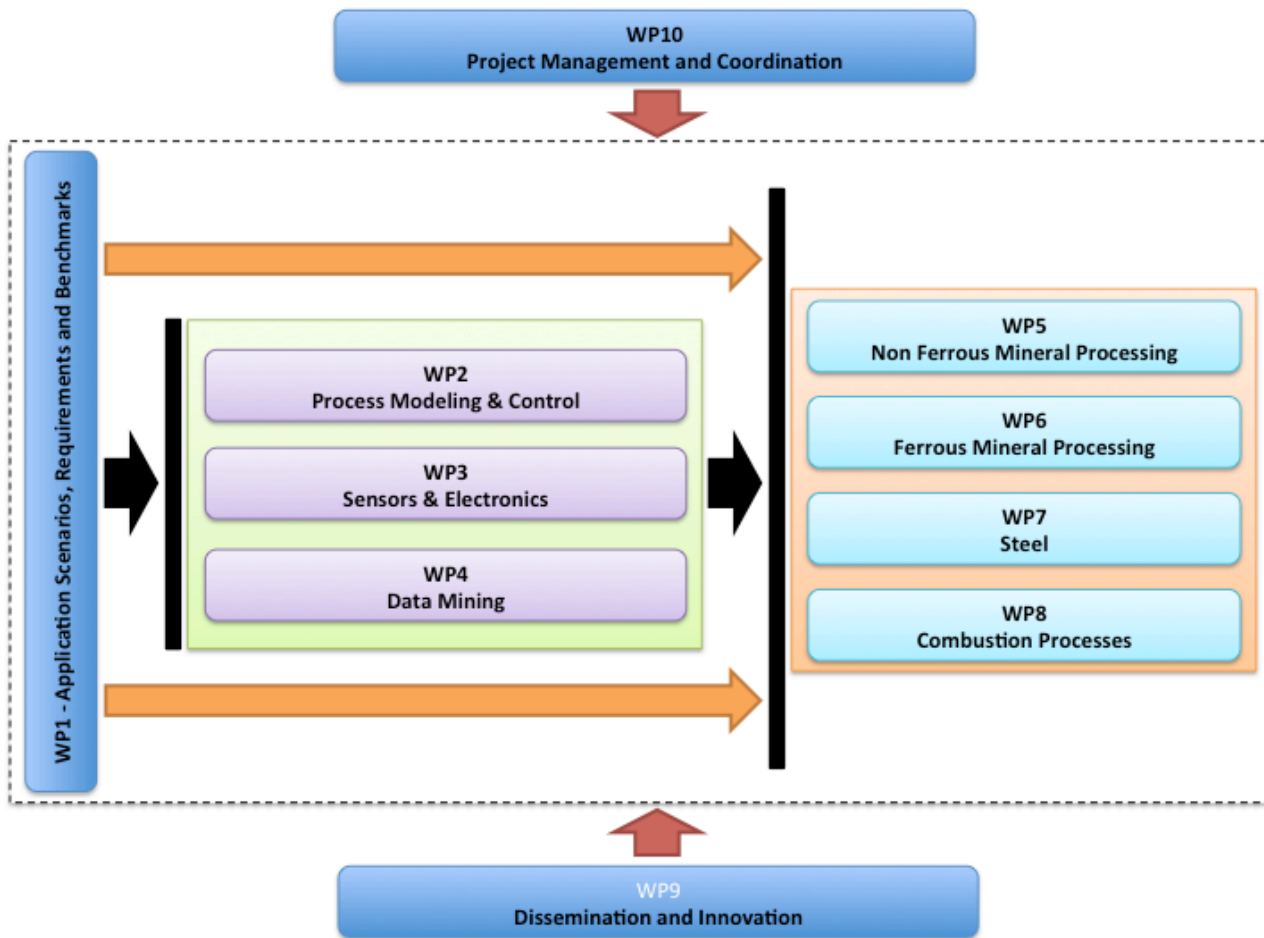 WP10
Project Management and Coordination
WP1 - Application Scenarios, Requirements and Benchmarks
WP2
Process Modeling & Control
WP3
Sensors & Electronics
WP4
Data Mining
WP5
Non Ferrous Mineral Processing
WP6
Ferrous Mineral Processing
WP7
Steel
WP8
Combustion Processes
WP9
Dissemination and Innovation